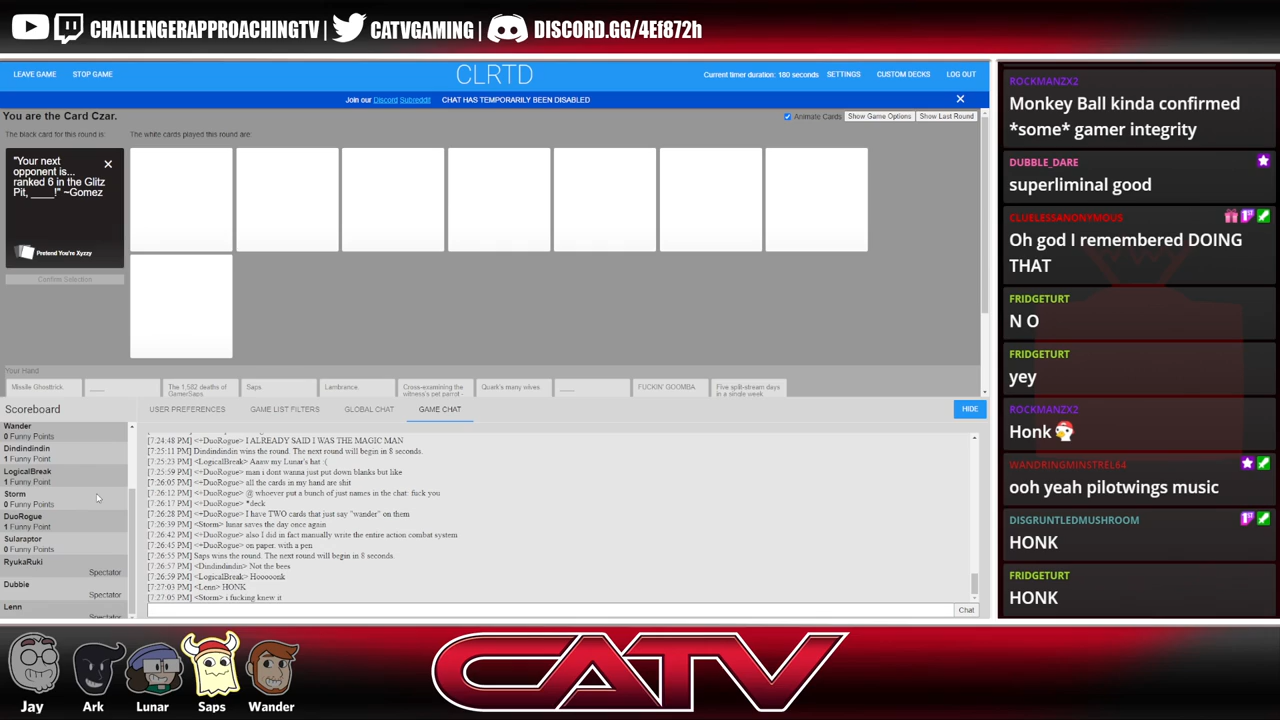 CHALLENGERAPPROACHINGTV | CATVGAMING | DISCORD.GG/4Ef872h
LEAVE GAME STOP GAME CLRTD Current timer duration: 180 seconds SETTINGS CUSTOM DECKS LOG OUT
Join our Discord Subreddit CHAT HAS TEMPORARILY BEEN DISABLED
You are the Card Czar. Animate Cards Show Game Options Show Last Round
The black card for this round is: The white cards played this round are:
"Your next
opponent is...
ranked 6 in the Glitz
Pit, ____!" ~Gomez
Pretend You're Xyzzy
Confirm Selection
Your Hand
Missile Ghosttrick.
____
The 1,582 deaths of
GamerSaps
Saps.
Lambrance.
Cross-examining the
witness's pet parrot -
Quark's many wives.
____
FUCKIN' GOOMBA.
Five split-stream days
in a single week.
Scoreboard
Wander
0 Funny Points
Dindindindin
1 Funny Point
LogicalBreak
1 Funny Point
Storm
0 Funny Points
DuoRogue
1 Funny Point
Sularaptor
0 Funny Points
RyukaRuki
Spectator
Dubbie
Spectator
Lenn
Spectator
USER PREFERENCES GAME LIST FILTERS GLOBAL CHAT GAME CHAT HIDE
[7:24:48 PM] <+DuoRogue> I ALREADY SAID I WAS THE MAGIC MAN
[7:25:11 PM] Dindindindin wins the round. The next round will begin in 8 seconds.
[7:25:23 PM] <LogicalBreak> Aaaw my Lunar's hat :(
[7:25:59 PM] <+DuoRogue> man i dont wanna just put down blanks but like
[7:26:05 PM] <+DuoRogue> all the cards in my hand are shit
[7:26:12 PM] <+DuoRogue> @ whoever put a bunch of just names in the chat: fuck you
[7:26:17 PM] <+DuoRogue> *deck
[7:26:28 PM] <+DuoRogue> I have TWO cards that just say "wander" on them
[7:26:39 PM] <Storm> lunar saves the day once again
[7:26:42 PM] <+DuoRogue> also I did in fact manually write the entire action combat system
[7:26:45 PM] <+DuoRogue> on paper. with a pen
[7:26:55 PM] Saps wins the round. The next round will begin in 8 seconds.
[7:26:57 PM] <Dindindindin> Not the bees
[7:26:59 PM] <LogicalBreak> Hooooonk
[7:27:03 PM] <Lenn> HONK
[7:27:05 PM] <Storm> i fucking knew it
Chat
ROCKMANZX2
Monkey Ball kinda confirmed
*some* gamer integrity
DUBBLE_DARE
superliminal good
CLUELESSANONYMOUS
Oh god I remembered DOING
THAT
FRIDGETURT
N O
FRIDGETURT
yey
ROCKMANZX2
Honk
WANDRINGMINSTREL64
ooh yeah pilotwings music
DISGRUNTLEDMUSHROOM
HONK
FRIDGETURT
HONK
Jay Ark Lunar Saps Wander
CATV